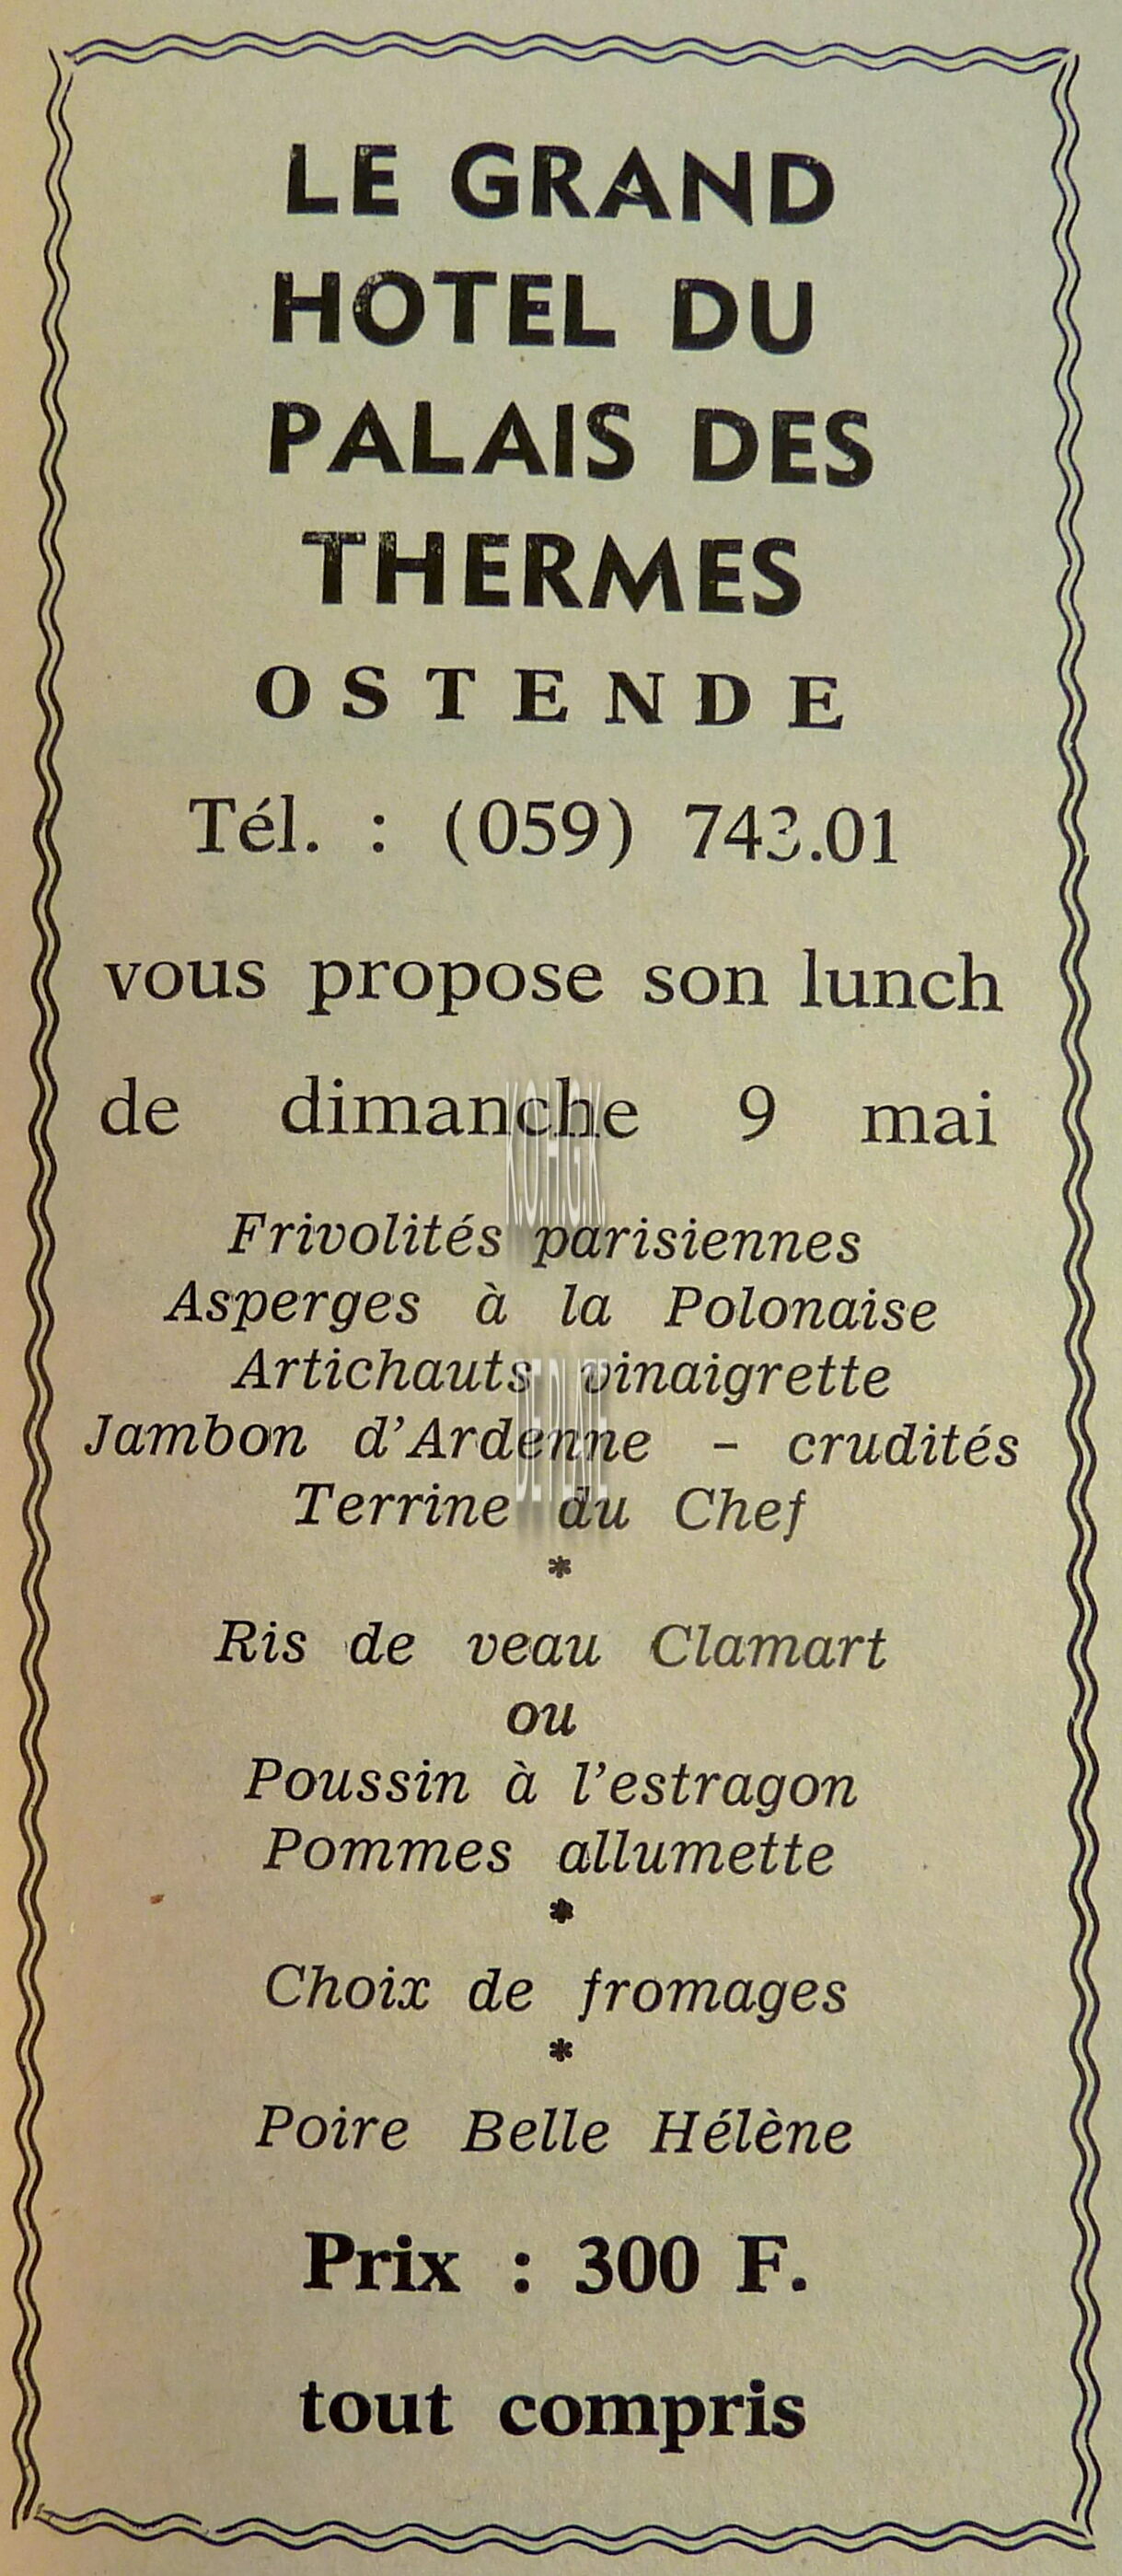 LE GRAND
HOTEL DU
PALAIS DES
THERMES
OSTENDE
Tél. : (059) 743.01
vous propose son lunch
de dimanche 9 mai
K.O.H.G.K.
Frivolités parisiennes
Asperges à la Polonaise
Artichauts vinaigrette
DE PLATE
Jambon d'Ardenne - crudités
Terrine du Chef
*
Ris de veau Clamart
ou
Poussin à l'estragon
Pommes allumette
*
Choix de fromages
*
Poire Belle Hélène
Prix : 300 F.
tout compris